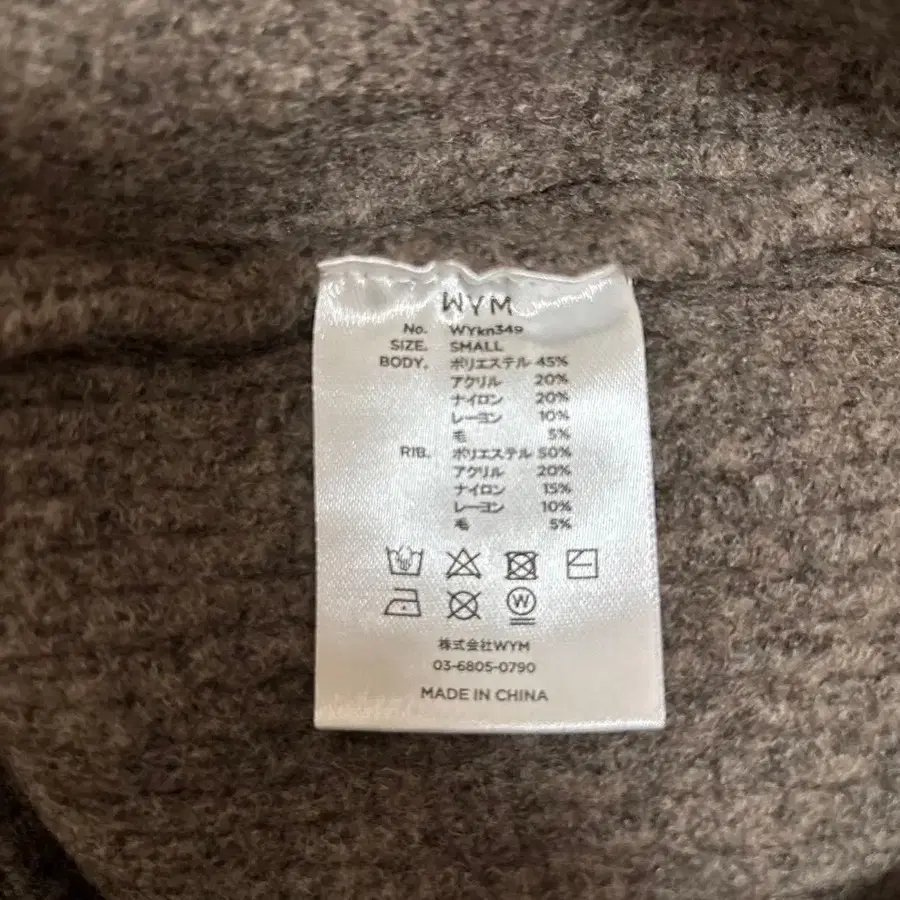 WYM
No. WYkn349
SIZE. SMALL
BODY. ポリエステル 45%
アクリル 20%
ナイロン 20%
レーヨン 10%
毛 5%
RIB. ポリエステル 50%
アクリル 20%
ナイロン 15%
レーヨン 10%
毛 5%
W
株式会社WYM
03-6805-0790
MADE IN CHINA